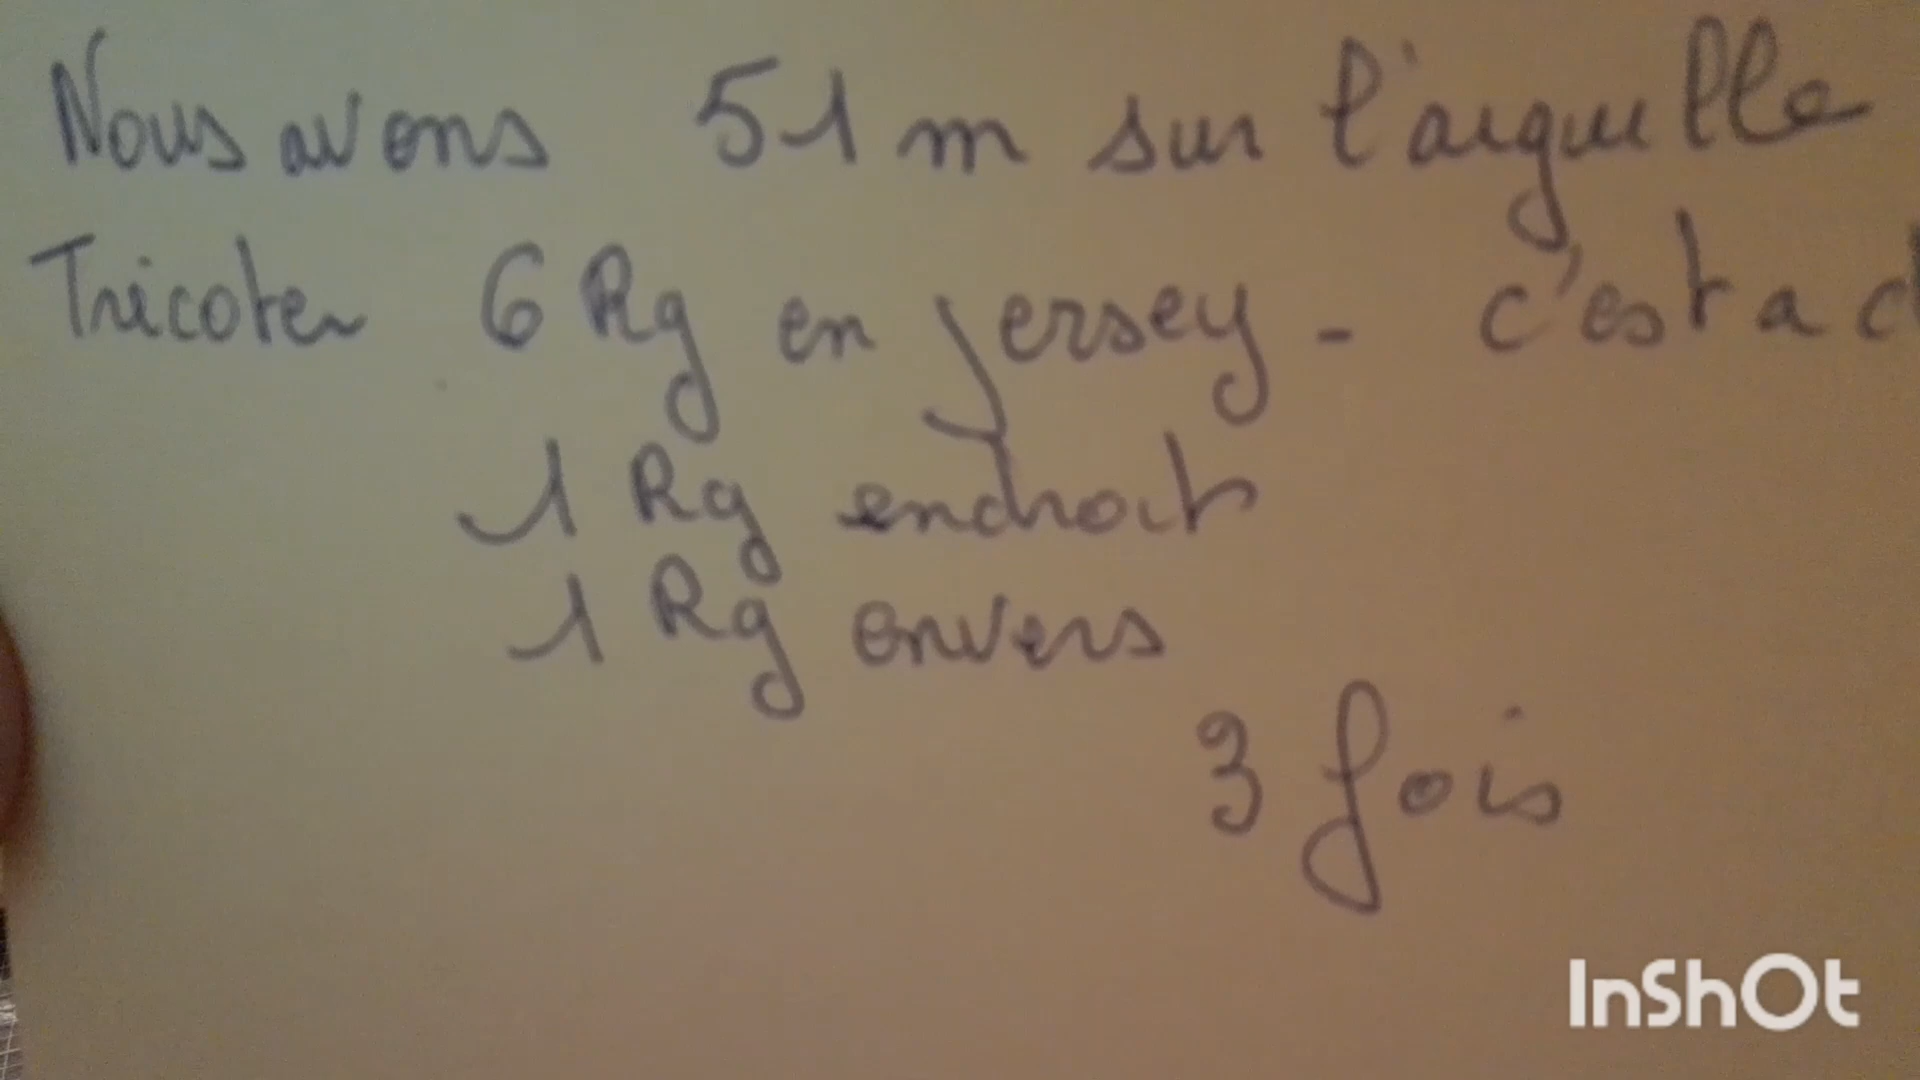 Nous avons 51 m sur l'aiguille
Tricoter 6 Rg en jersey - c'est a d
1 Rg endroit
1 Rg envers
3 fois
InShOt